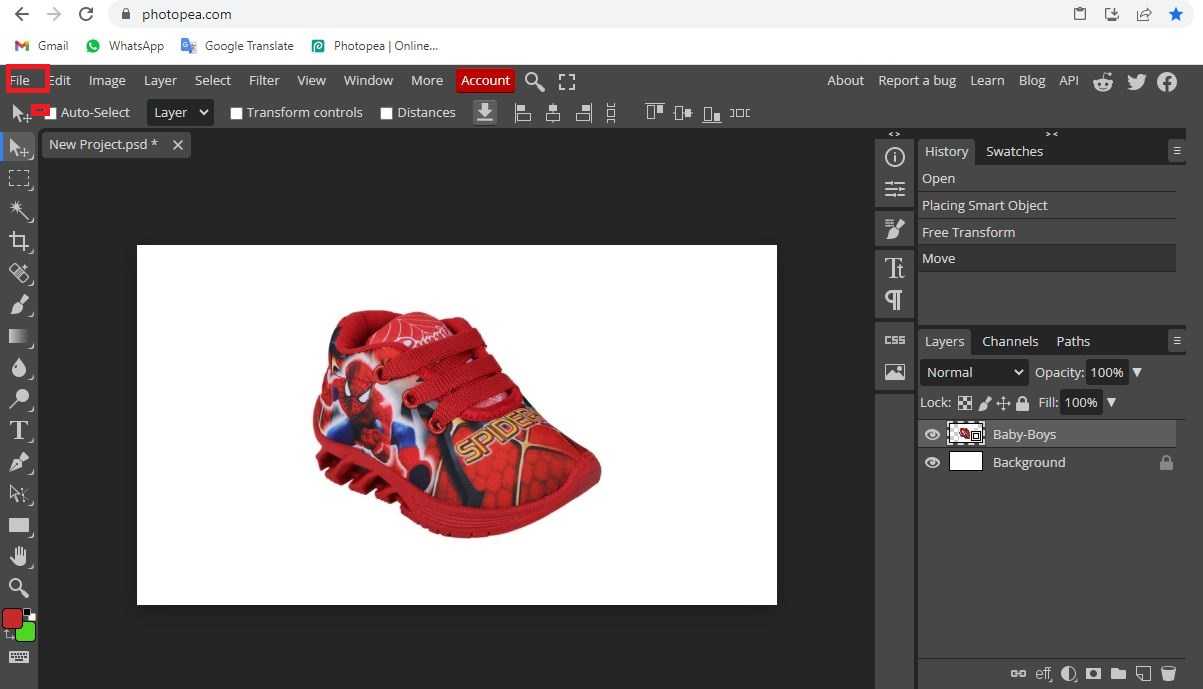 photopea.com
Gmail WhatsApp Google Translate Photopea | Online...
File Edit Image Layer Select Filter View Window More Account About Report a bug Learn Blog API
Auto-Select Layer Transform controls Distances
New Project.psd *
History Swatches
Open
Placing Smart Object
Free Transform
Move
Tt
CSS
Layers Channels Paths
Normal Opacity: 100%
Lock: Fill: 100%
Baby-Boys
Background
SPIDER
T
eff